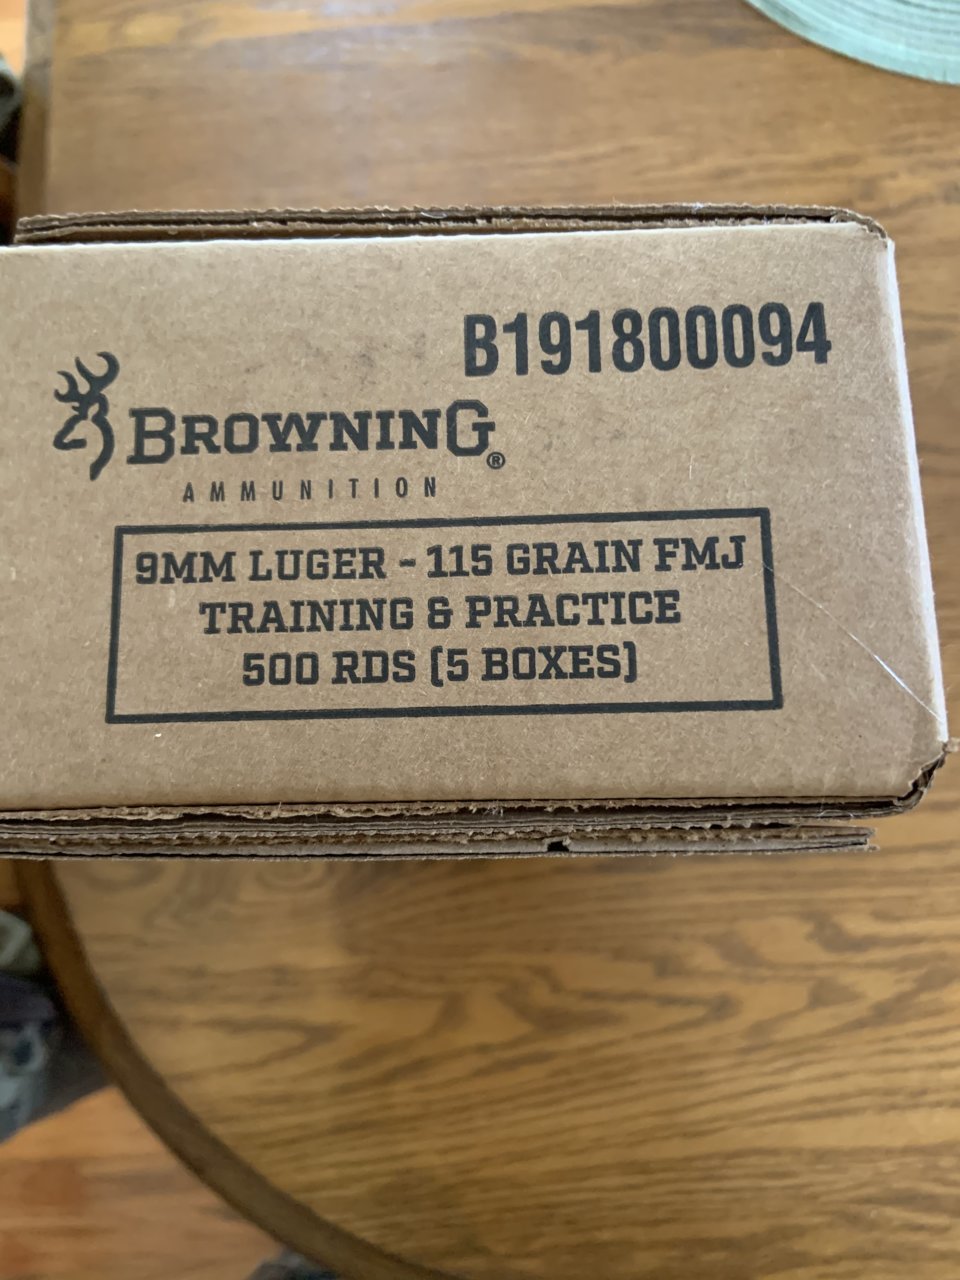 B191800094
BROWNING®
AMMUNITION
9MM LUGER - 115 GRAIN FMJ
TRAINING & PRACTICE
500 RDS (5 BOXES)